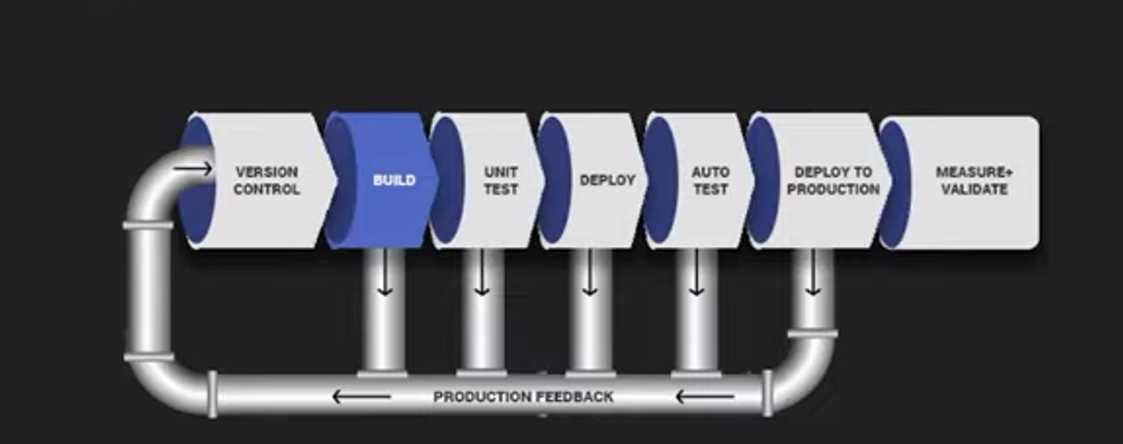 VERSION
CONTROL
BUILD
UNIT
TEST
DEPLOY
AUTO
TEST
DEPLOY TO
PRODUCTION
MEASURE+
VALIDATE
PRODUCTION FEEDBACK